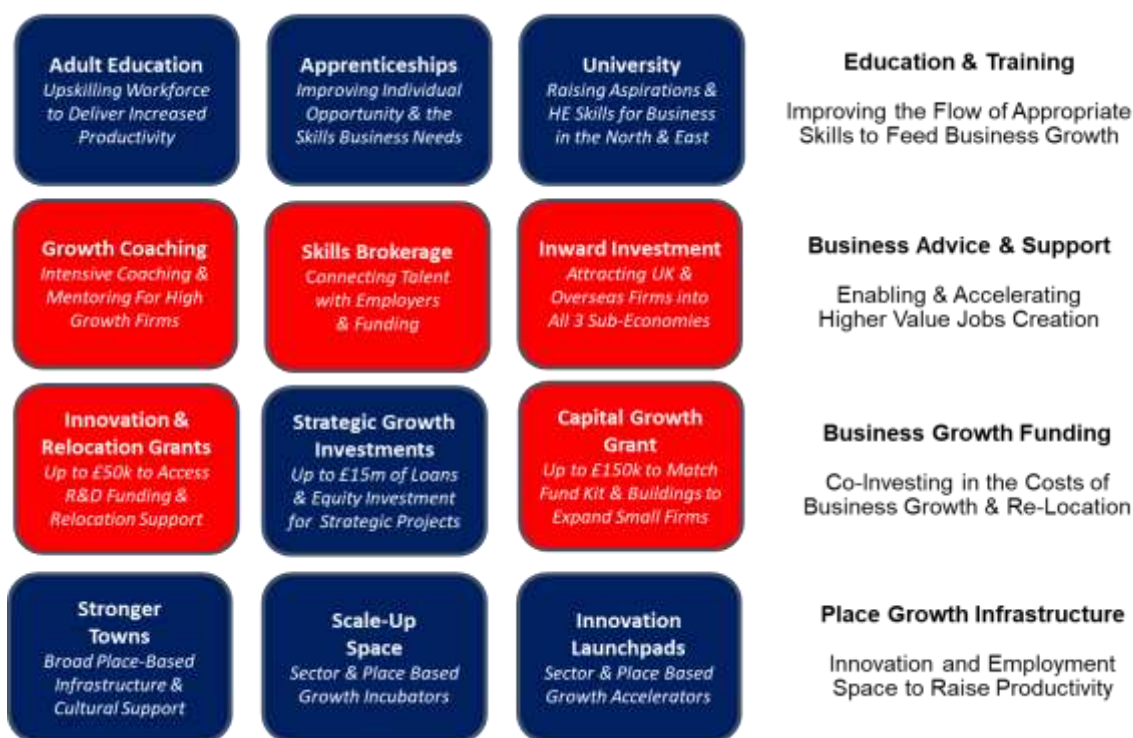 Adult Education
Upskilling Workforce
to Deliver Increased
Productivity
Apprenticeships
Improving Individual
Opportunity & the
Skills Business Needs
University
Raising Aspirations &
HE Skills for Business
in the North & East
Education & Training
Improving the Flow of Appropriate
Skills to Feed Business Growth
Growth Coaching
Intensive Coaching &
Mentoring For High
Growth Firms
Skills Brokerage
Connecting Talent
with Employers
& Funding
Inward Investment
Attracting UK &
Overseas Firms into
All 3 Sub-Economies
Business Advice & Support
Enabling & Accelerating
Higher Value Jobs Creation
Innovation &
Relocation Grants
Up to £50k to Access
R&D Funding &
Relocation Support
Strategic Growth
Investments
Up to £15m of Loans
& Equity Investment
for Strategic Projects
Capital Growth
Grant
Up to £150k to Match
Fund Kit & Buildings to
Expand Small Firms
Business Growth Funding
Co-Investing in the Costs of
Business Growth & Re-Location
Stronger
Towns
Broad Place-Based
Infrastructure &
Cultural Support
Scale-Up
Space
Sector & Place Based
Growth Incubators
Innovation
Launchpads
Sector & Place Based
Growth Accelerators
Place Growth Infrastructure
Innovation and Employment
Space to Raise Productivity